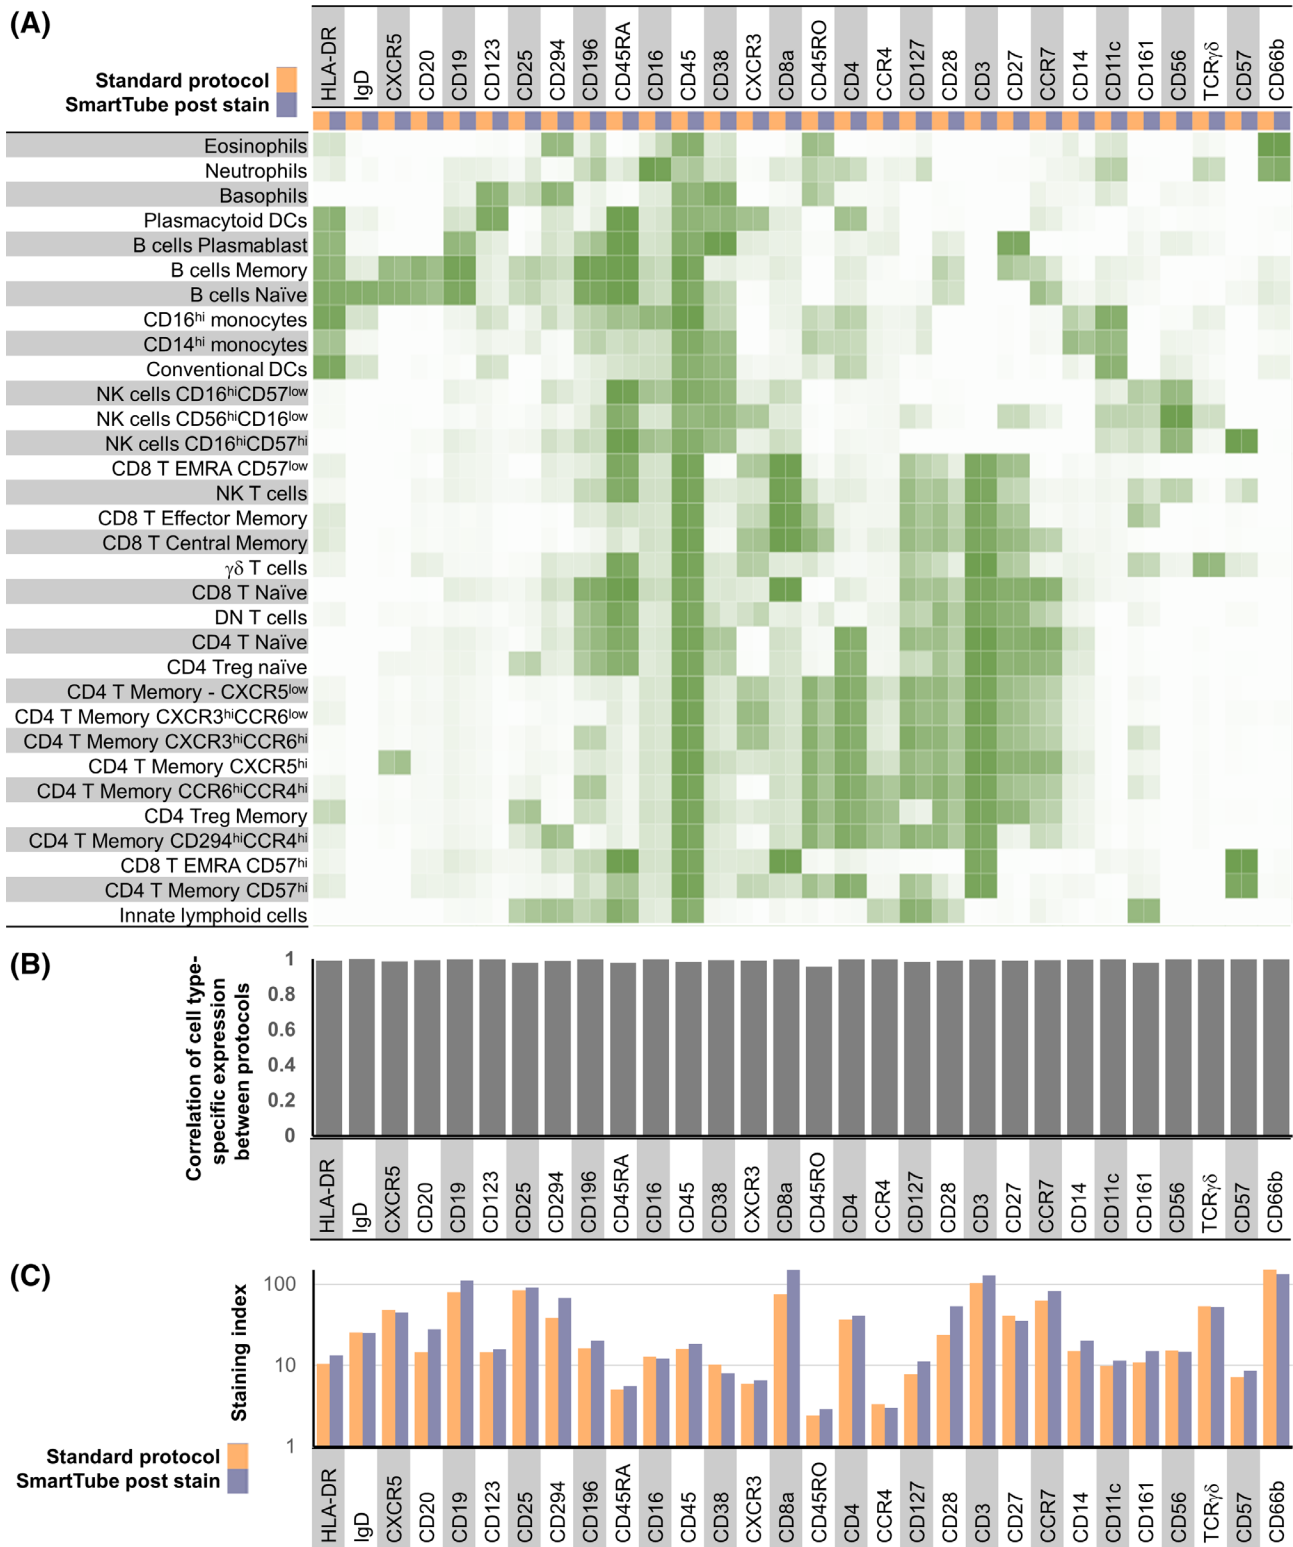 (A)
HLA-DR
IgD
CXCR5
CD20
CD19
CD123
CD25
CD294
CD196
CD45RA
CD16
CD45
CD38
CXCR3
CD8a
CD45RO
CD4
CCR4
CD127
CD28
CD3
CD27
CCR7
CD14
CD11c
CD161
CD56
TCRγδ
CD57
CD66b
Standard protocol
SmartTube post stain
Eosinophils
Neutrophils
Basophils
Plasmacytoid DCs
B cells Plasmablast
B cells Memory
B cells Naïve
CD16hi monocytes
CD14hi monocytes
Conventional DCs
NK cells CD16hiCD57low
NK cells CD56hiCD16low
NK cells CD16hiCD57hi
CD8 T EMRA CD57low
NK T cells
CD8 T Effector Memory
CD8 T Central Memory
γδ T cells
CD8 T Naïve
DN T cells
CD4 T Naïve
CD4 Treg naïve
CD4 T Memory - CXCR5low
CD4 T Memory CXCR3hiCCR6low
CD4 T Memory CXCR3hiCCR6hi
CD4 T Memory CXCR5hi
CD4 T Memory CCR6hiCCR4hi
CD4 Treg Memory
CD4 T Memory CD294hiCCR4hi
CD8 T EMRA CD57hi
CD4 T Memory CD57hi
Innate lymphoid cells
(B)
Correlation of cell type-
specific expression
between protocols
1
0.8
0.6
0.4
0.2
0
HLA-DR
IgD
CXCR5
CD20
CD19
CD123
CD25
CD294
CD196
CD45RA
CD16
CD45
CD38
CXCR3
CD8a
CD45RO
CD4
CCR4
CD127
CD28
CD3
CD27
CCR7
CD14
CD11c
CD161
CD56
TCRγδ
CD57
CD66b
(C)
Staining index
100
10
1
Standard protocol
SmartTube post stain
HLA-DR
IgD
CXCR5
CD20
CD19
CD123
CD25
CD294
CD196
CD45RA
CD16
CD45
CD38
CXCR3
CD8a
CD45RO
CD4
CCR4
CD127
CD28
CD3
CD27
CCR7
CD14
CD11c
CD161
CD56
TCRγδ
CD57
CD66b